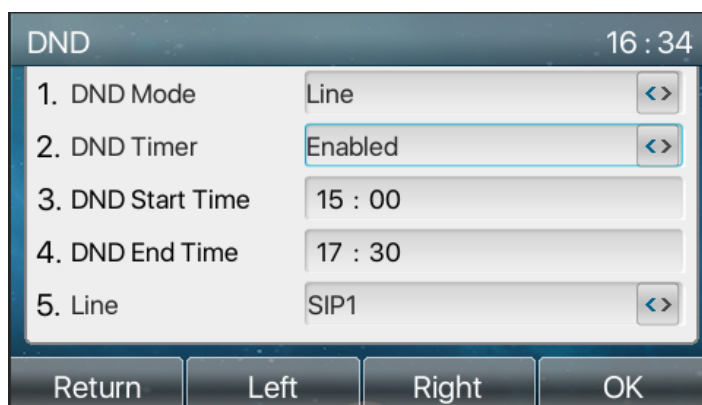 DND 16 : 34
1. DND Mode Line
2. DND Timer Enabled
3. DND Start Time 15 : 00
4. DND End Time 17 : 30
5. Line SIP1
Return Left Right OK